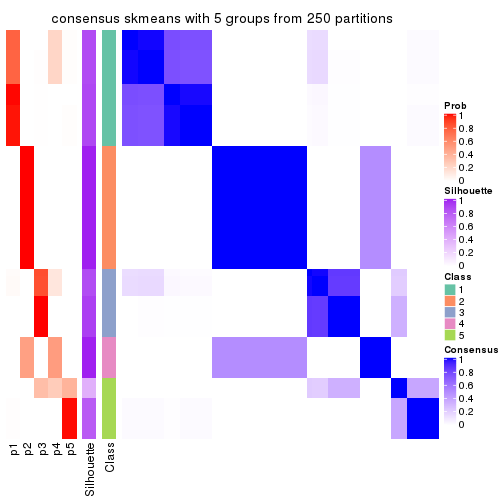 consensus skmeans with 5 groups from 250 partitions
Prob
1
0.8
0.6
0.4
0.2
0
Silhouette
1
0.8
0.6
0.4
0.2
0
Class
1
2
3
4
5
Consensus
1
0.8
0.6
0.4
0.2
0
p1
p2
p3
p4
p5
Silhouette
Class